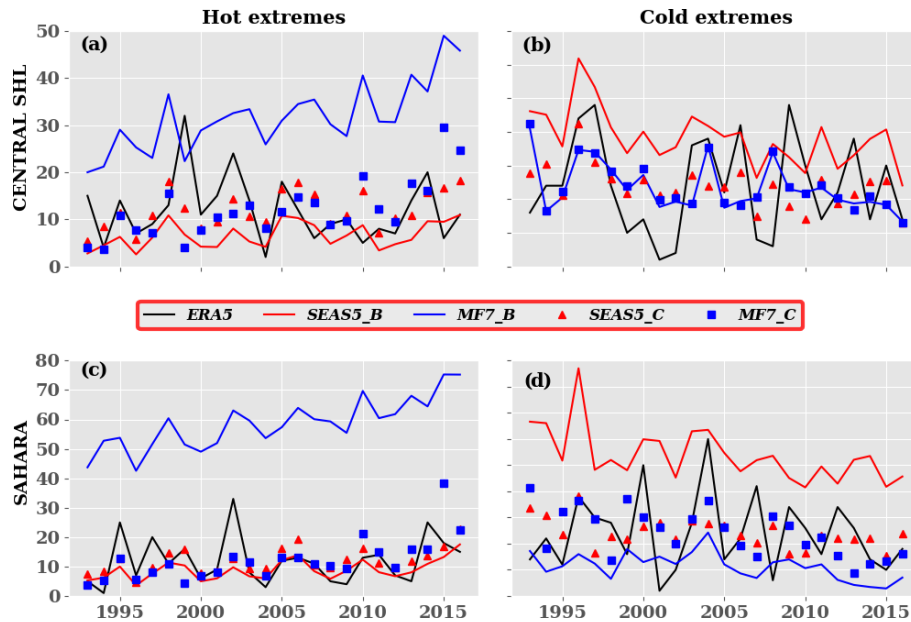 Hot extremes Cold extremes
(a) (b)
CENTRAL SHL
50
40
30
20
10
0
ERA5 SEAS5_B MF7_B SEAS5_C MF7_C
(c) (d)
SAHARA
80
70
60
50
40
30
20
10
0
1995 2000 2005 2010 2015 1995 2000 2005 2010 2015